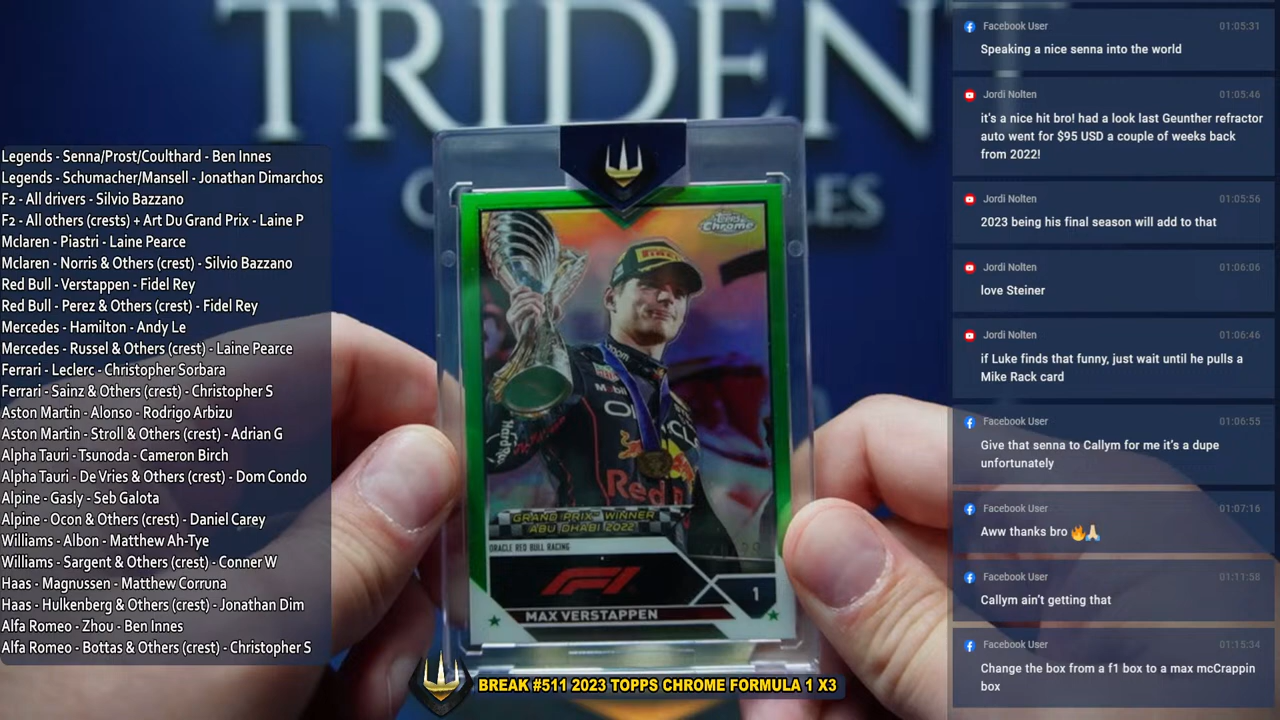 TRIDENT
Legends - Senna/Prost/Coulthard - Ben Innes
Legends - Schumacher/Mansell - Jonathan Dimarchos
F2 - All drivers - Silvio Bazzano
F2 - All others (crests) + Art Du Grand Prix - Laine P
Mclaren - Piastri - Laine Pearce
Mclaren - Norris & Others (crest) - Silvio Bazzano
Red Bull - Verstappen - Fidel Rey
Red Bull - Perez & Others (crest) - Fidel Rey
Mercedes - Hamilton - Andy Le
Mercedes - Russel & Others (crest) - Laine Pearce
Ferrari - Leclerc - Christopher Sorbara
Ferrari - Sainz & Others (crest) - Christopher S
Aston Martin - Alonso - Rodrigo Arbizu
Aston Martin - Stroll & Others (crest) - Adrian G
Alpha Tauri - Tsunoda - Cameron Birch
Alpha Tauri - De Vries & Others (crest) - Dom Condo
Alpine - Gasly - Seb Galota
Alpine - Ocon & Others (crest) - Daniel Carey
Williams - Albon - Matthew Ah-Tye
Williams - Sargent & Others (crest) - Conner W
Haas - Magnussen - Matthew Corruna
Haas - Hulkenberg & Others (crest) - Jonathan Dim
Alfa Romeo - Zhou - Ben Innes
Alfa Romeo - Bottas & Others (crest) - Christopher S
Topps
Chrome
PIRELLI
Mobil
Red
GRAND PRIX™ WINNER
ABU DHABI 2022
ORACLE RED BULL RACING
F1
1
MAX VERSTAPPEN
BREAK #511 2023 TOPPS CHROME FORMULA 1 X3
Facebook User 01:05:31
Speaking a nice senna into the world
Jordi Nolten 01:05:46
it's a nice hit bro! had a look last Geunther refractor
auto went for $95 USD a couple of weeks back
from 2022!
Jordi Nolten 01:05:56
2023 being his final season will add to that
Jordi Nolten 01:06:06
love Steiner
Jordi Nolten 01:06:46
if Luke finds that funny, just wait until he pulls a
Mike Rack card
Facebook User 01:06:55
Give that senna to Callym for me it's a dupe
unfortunately
Facebook User 01:07:16
Aww thanks bro 🔥🙏
Facebook User 01:11:58
Callym ain't getting that
Facebook User 01:15:34
Change the box from a f1 box to a max mcCrappin
box